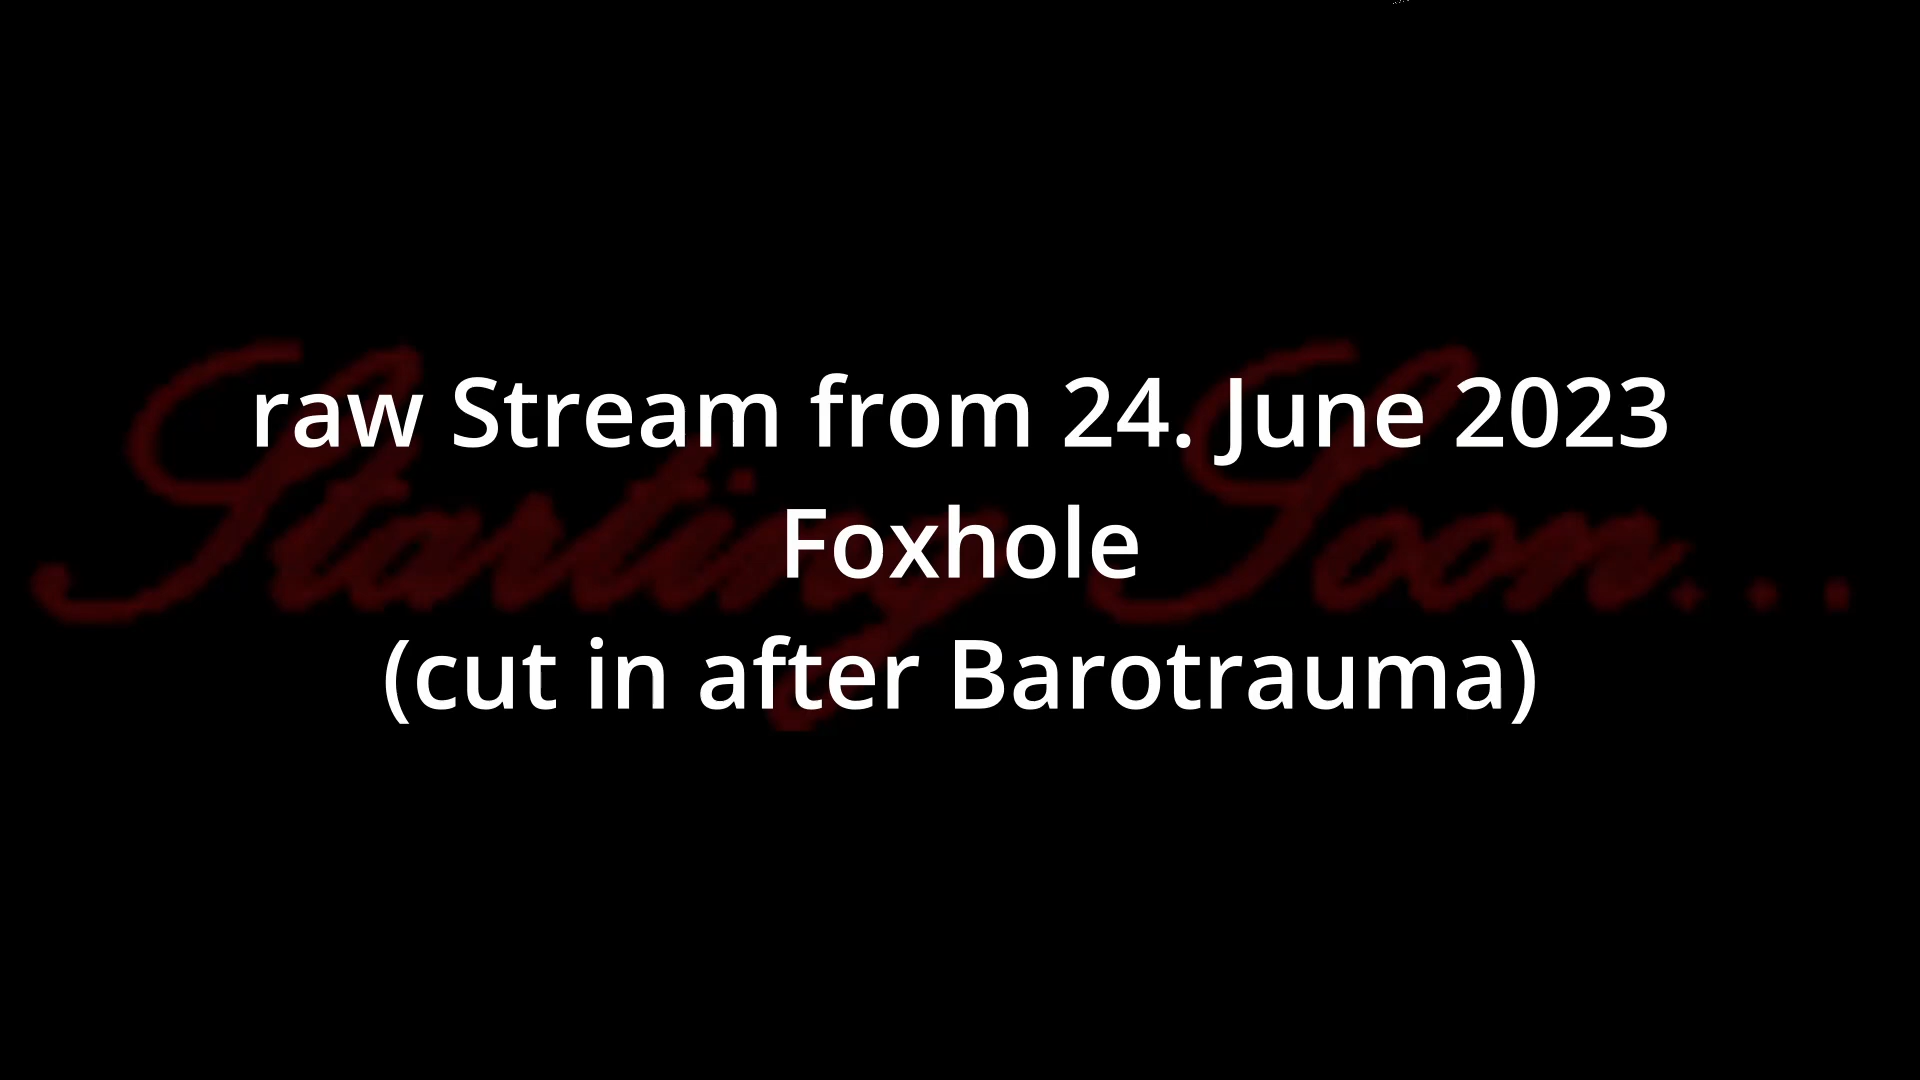 raw Stream from 24. June 2023
Starting Soon...
Foxhole
(cut in after Barotrauma)